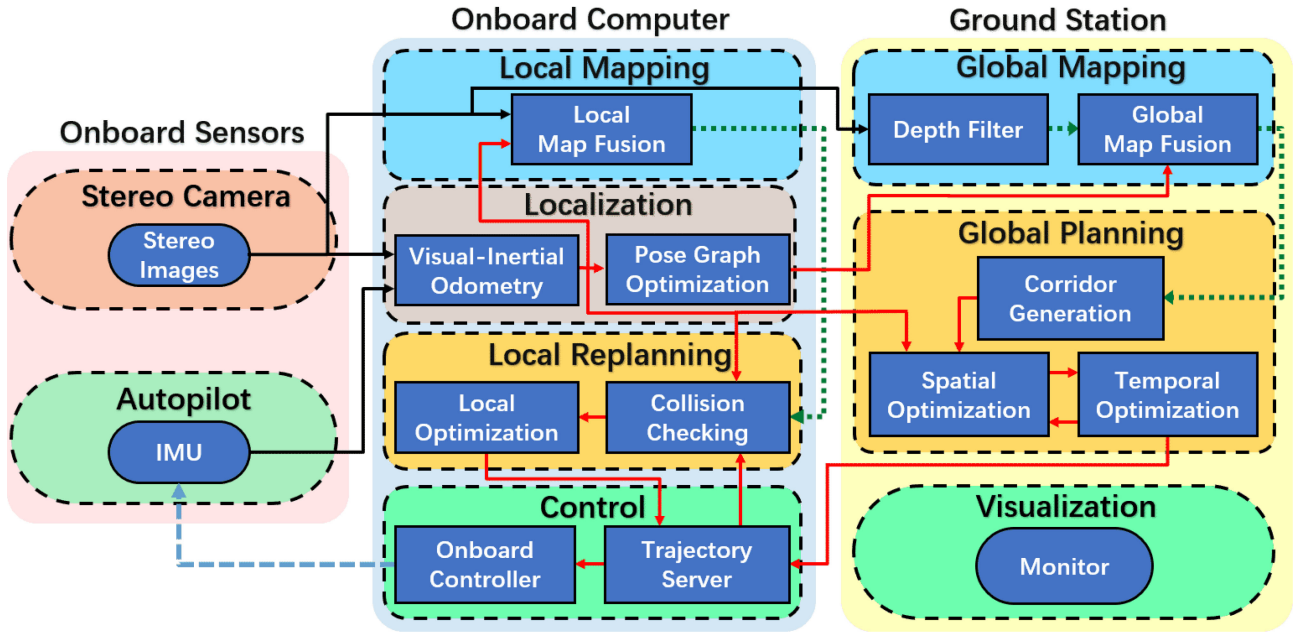 Onboard Computer
Ground Station
Onboard Sensors
Stereo Camera
Stereo
Images
Autopilot
IMU
Local Mapping
Local
Map Fusion
Localization
Visual-Inertial
Odometry
Pose Graph
Optimization
Local Replanning
Local
Optimization
Collision
Checking
Control
Onboard
Controller
Trajectory
Server
Global Mapping
Depth Filter
Global
Map Fusion
Global Planning
Corridor
Generation
Spatial
Optimization
Temporal
Optimization
Visualization
Monitor